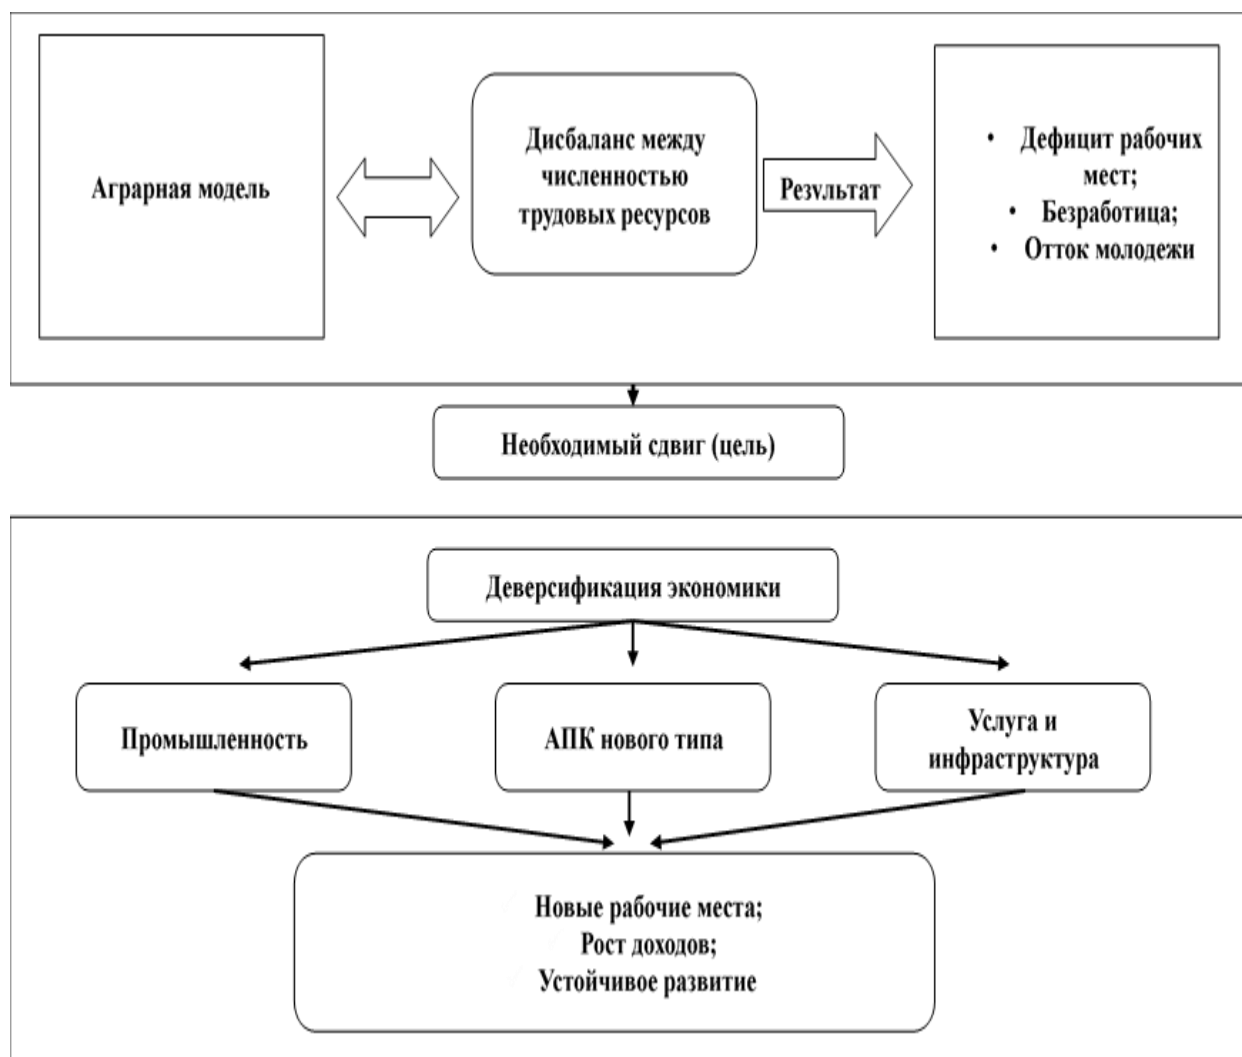 Аграрная модель
Дисбаланс между
численностью
трудовых ресурсов
Результат
• Дефицит рабочих
мест;
• Безработица;
• Отток молодежи
Необходимый сдвиг (цель)
Деверсификация экономики
Промышленность
АПК нового типа
Услуга и
инфраструктура
Новые рабочие места;
Рост доходов;
Устойчивое развитие